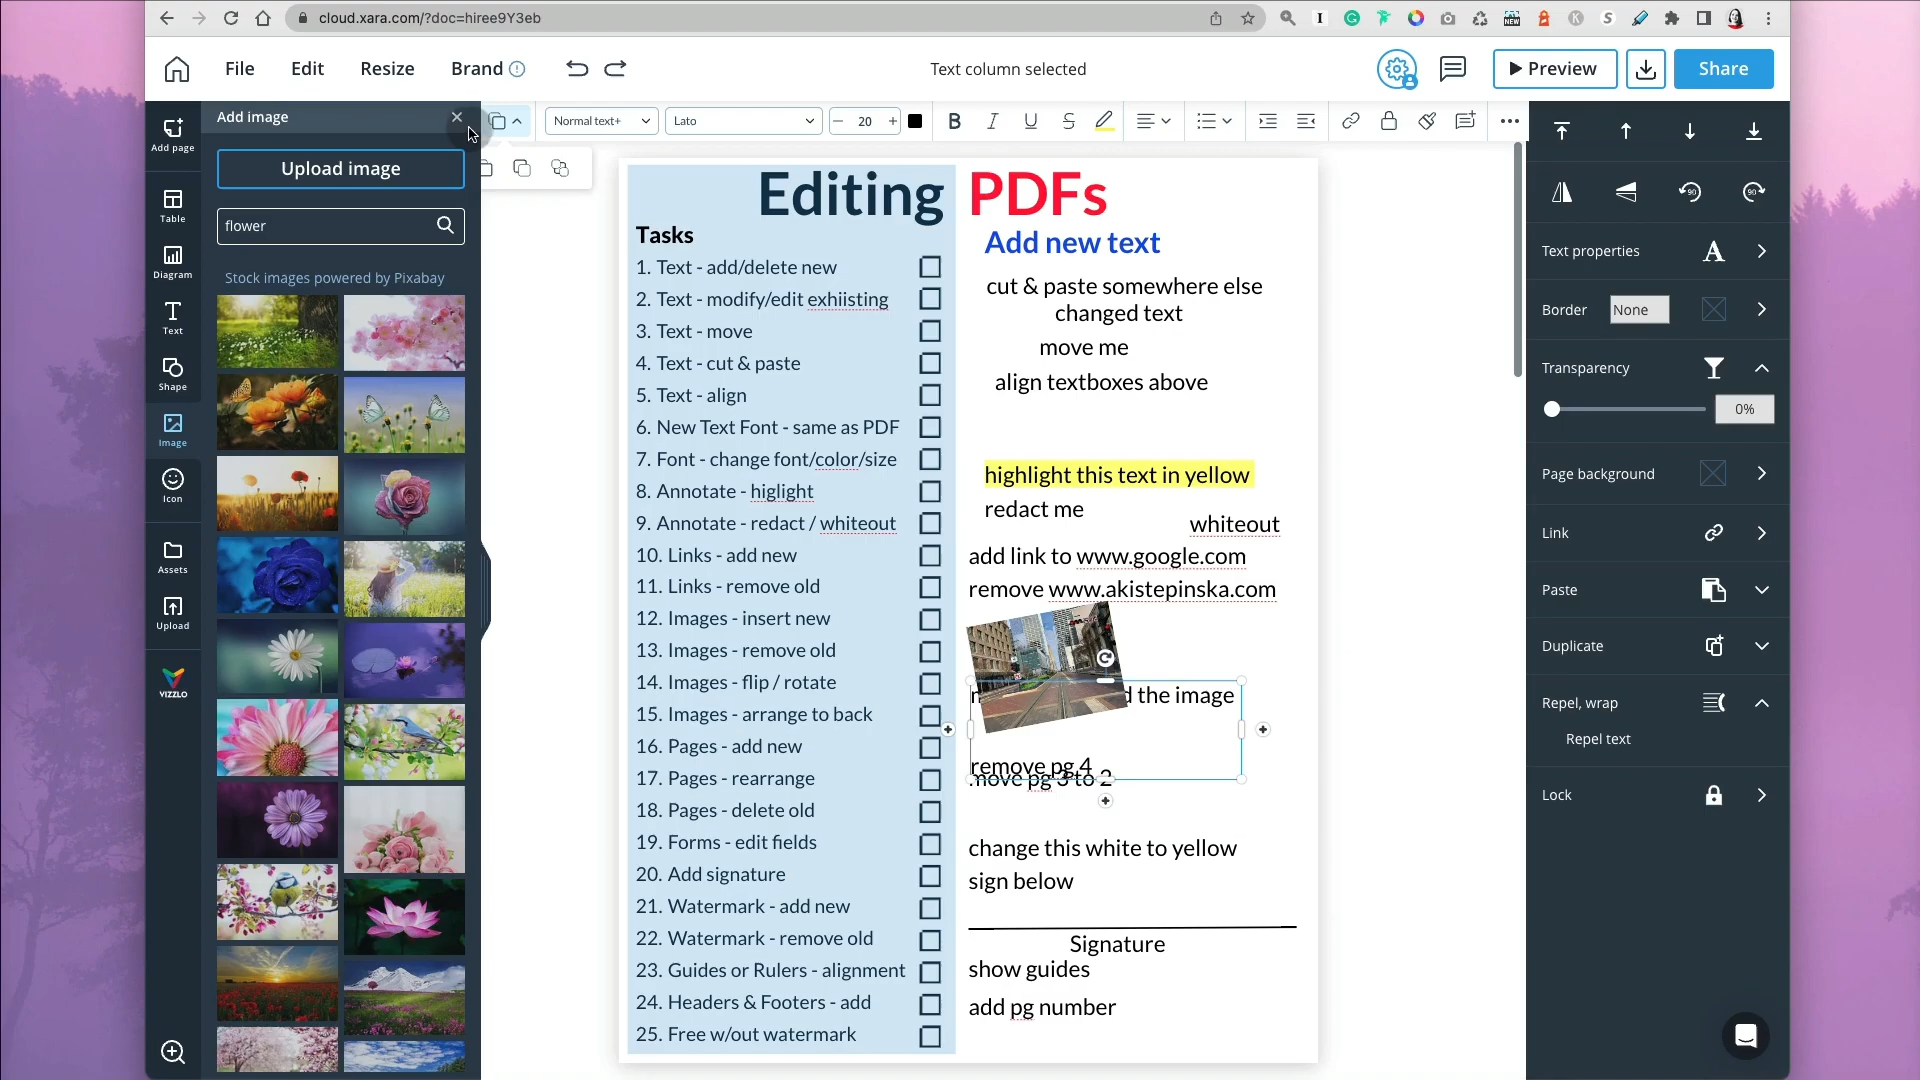 cloud.xara.com/?doc=hiree9Y3eb
File Edit Resize Brand
Text column selected
Preview
Share
Add image
Normal text+ Lato 20
Upload image
flower
Stock images powered by Pixabay
Add page
Table
Diagram
Text
Shape
Image
Icon
Assets
Upload
VIZZLO
Editing PDFs
Tasks
1. Text - add/delete new
2. Text - modify/edit exhiisting
3. Text - move
4. Text - cut & paste
5. Text - align
6. New Text Font - same as PDF
7. Font - change font/color/size
8. Annotate - higlight
9. Annotate - redact / whiteout
10. Links - add new
11. Links - remove old
12. Images - insert new
13. Images - remove old
14. Images - flip / rotate
15. Images - arrange to back
16. Pages - add new
17. Pages - rearrange
18. Pages - delete old
19. Forms - edit fields
20. Add signature
21. Watermark - add new
22. Watermark - remove old
23. Guides or Rulers - alignment
24. Headers & Footers - add
25. Free w/out watermark
Add new text
cut & paste somewhere else
changed text
move me
align textboxes above
highlight this text in yellow
redact me
whiteout
add link to www.google.com
remove www.akistepinska.com
the image
remove pg 4
move pg 3 to 2
change this white to yellow
sign below
Signature
show guides
add pg number
90 90
Text properties
Border None
Transparency
0%
Page background
Link
Paste
Duplicate
Repel, wrap
Repel text
Lock